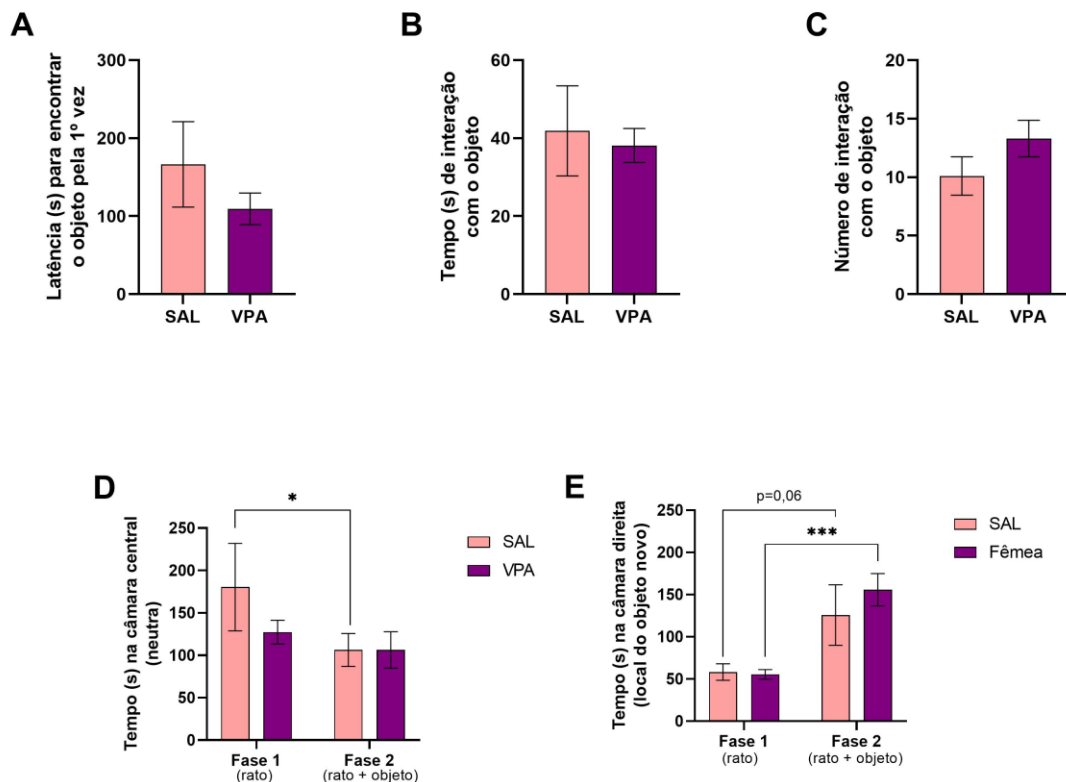 A
Latência (s) para encontrar
o objeto pela 1º vez
300
200
100
0
SAL
VPA
B
Tempo (s) de interação
com o objeto
60
40
20
0
SAL
VPA
C
Número de interação
com o objeto
20
15
10
5
0
SAL
VPA
D
Tempo (s) na câmara central
(neutra)
250
200
150
100
50
0
*
Fase 1
(rato)
Fase 2
(rato + objeto)
SAL
VPA
E
Tempo (s) na câmara direita
(local do objeto novo)
250
200
150
100
50
0
p=0,06
***
Fase 1
(rato)
Fase 2
(rato + objeto)
SAL
Fêmea